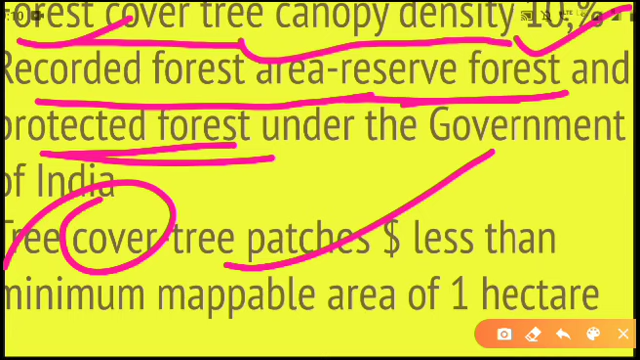 Forest cover tree canopy density 10,%
Recorded forest area-reserve forest and
protected forest under the Government
of India
Tree cover-tree patches $ less than
minimum mappable area of 1 hectare